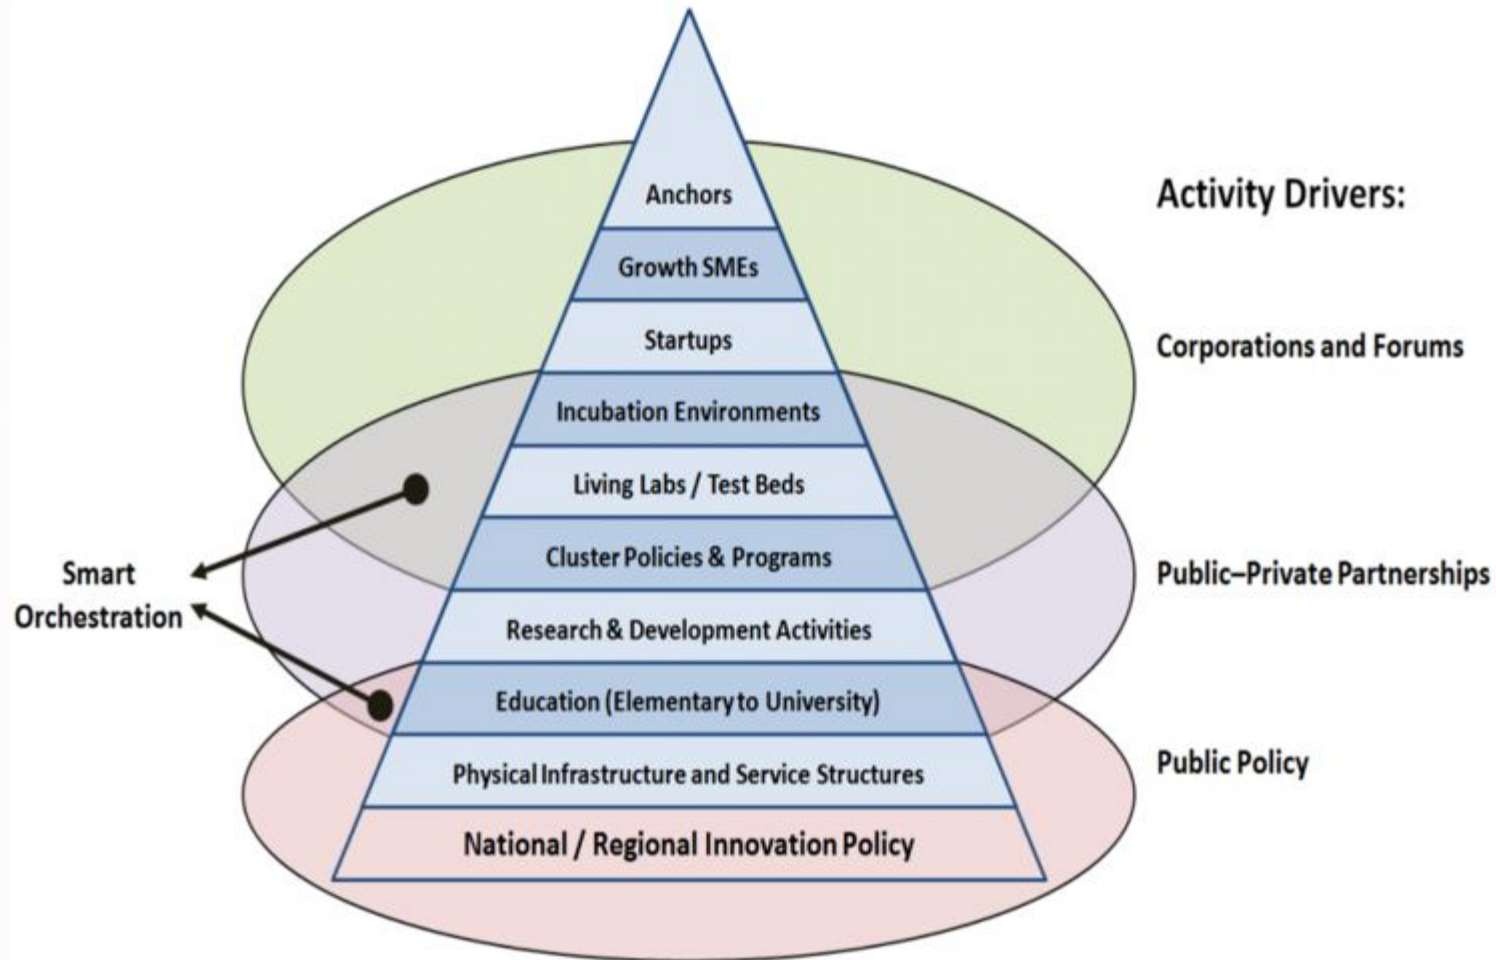 Anchors
Activity Drivers:
Growth SMEs
Startups
Corporations and Forums
Incubation Environments
Living Labs / Test Beds
Cluster Policies & Programs
Smart
Orchestration
Public–Private Partnerships
Research & Development Activities
Education (Elementary to University)
Physical Infrastructure and Service Structures
Public Policy
National / Regional Innovation Policy